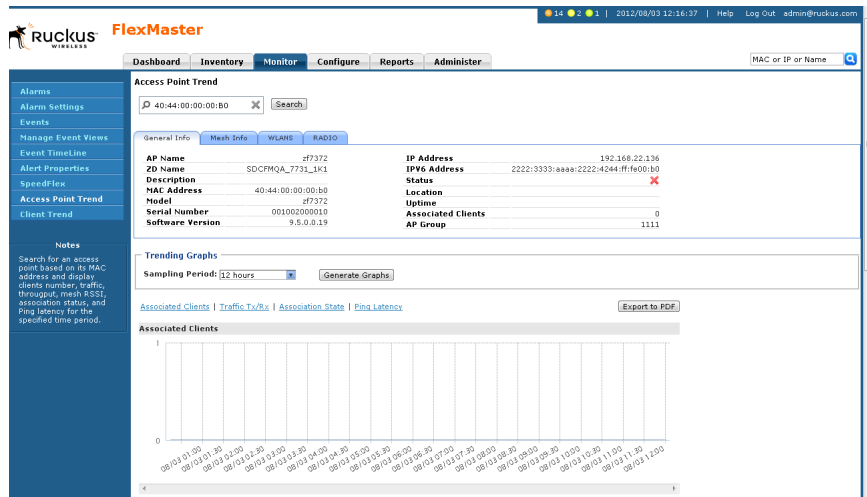 14 2 1 | 2012/08/03 12:16:37 | Help Log Out admin@ruckus.com
Ruckus WIRELESS
FlexMaster
Dashboard Inventory Monitor Configure Reports Administer
MAC or IP or Name
Alarms
Alarm Settings
Events
Manage Event Views
Event TimeLine
Alert Properties
SpeedFlex
Access Point Trend
Client Trend
Notes
Search for an access
point based on its MAC
address and display
clients number, traffic,
througput, mesh RSSI,
association status, and
Ping latency for the
specified time period.
Access Point Trend
40:44:00:00:00:B0 Search
General Info Mesh Info WLANS RADIO
AP Name zf7372
ZD Name SDCFMQA_7731_1K1
Description
MAC Address 40:44:00:00:00:b0
Model zf7372
Serial Number 001002000010
Software Version 9.5.0.0.19
IP Address 192.168.22.136
IPV6 Address 2222:3333:aaaa:2222:4244:ff:fe00:b0
Status
Location
Uptime
Associated Clients 0
AP Group 1111
Trending Graphs
Sampling Period: 12 hours Generate Graphs
Associated Clients | Traffic Tx/Rx | Association State | Ping Latency Export to PDF
Associated Clients
1
0
08/03 01:00 08/03 01:30 08/03 02:00 08/03 02:30 08/03 03:00 08/03 03:30 08/03 04:00 08/03 04:30 08/03 05:00 08/03 05:30 08/03 06:00 08/03 06:30 08/03 07:00 08/03 07:30 08/03 08:00 08/03 08:30 08/03 09:00 08/03 09:30 08/03 10:00 08/03 10:30 08/03 11:00 08/03 11:30 08/03 12:00